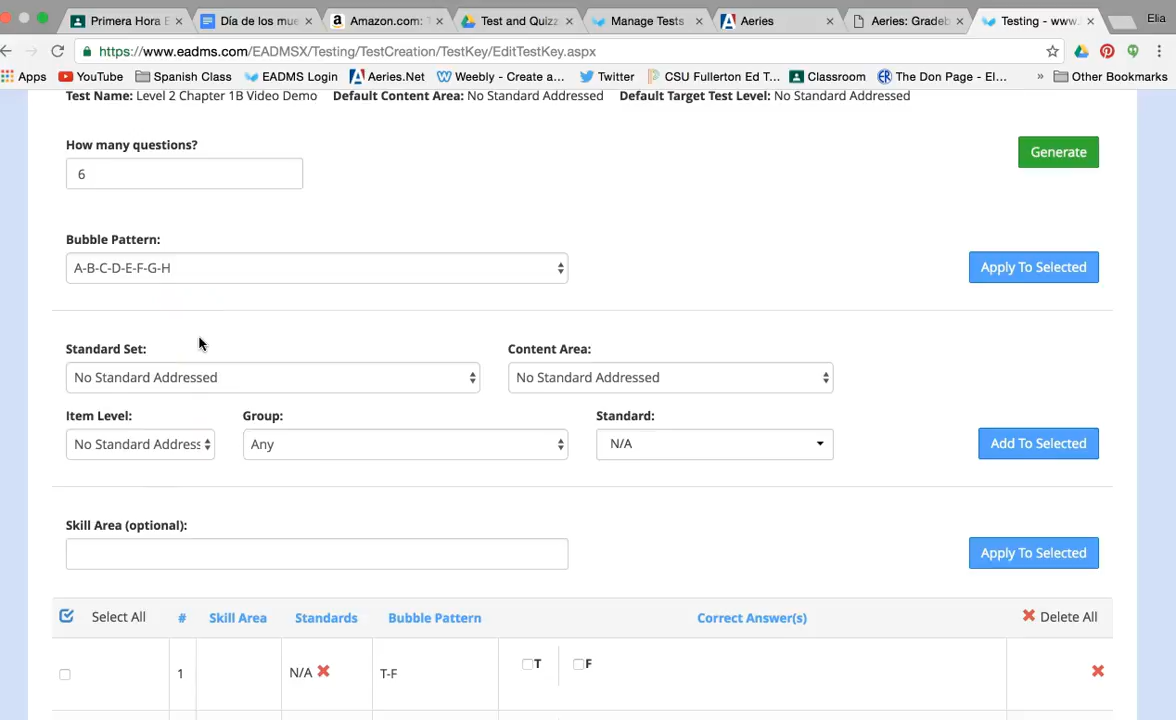 Primera Hora E
Día de los mue
Amazon.com: T
Test and Quizz
Manage Tests
Aeries
Aeries: Gradeb
Testing - www.
Elia
https://www.eadms.com/EADMSX/Testing/TestCreation/TestKey/EditTestKey.aspx
Apps YouTube Spanish Class EADMS Login Aeries.Net Weebly - Create a... Twitter CSU Fullerton Ed T... Classroom The Don Page - El... » Other Bookmarks
Test Name: Level 2 Chapter 1B Video Demo Default Content Area: No Standard Addressed Default Target Test Level: No Standard Addressed
How many questions?
Generate
6
Bubble Pattern:
A-B-C-D-E-F-G-H
Apply To Selected
Standard Set: Content Area:
No Standard Addressed No Standard Addressed
Item Level: Group: Standard:
No Standard Address Any N/A Add To Selected
Skill Area (optional):
Apply To Selected
Select All # Skill Area Standards Bubble Pattern Correct Answer(s) Delete All
1 N/A T-F T F